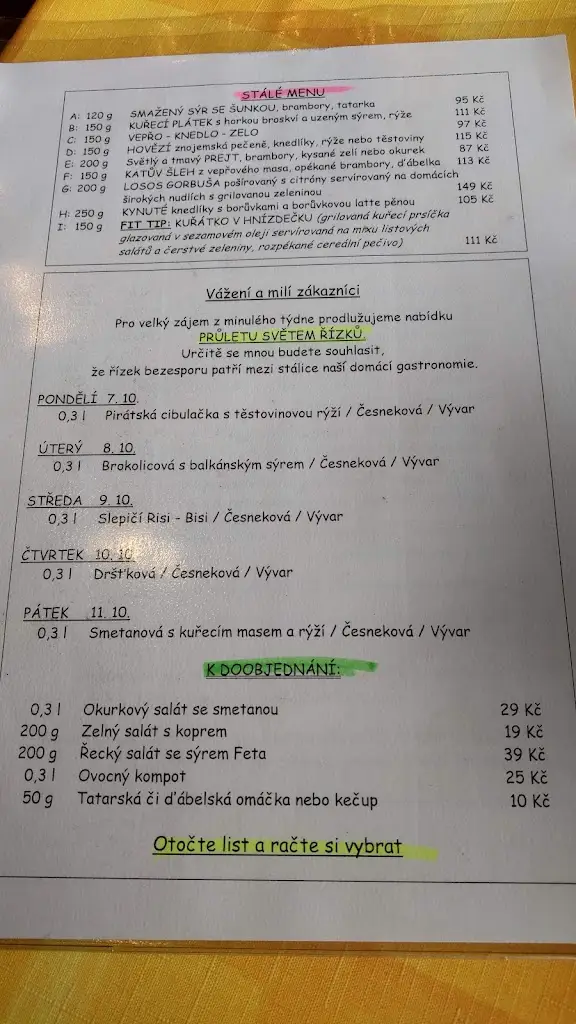 STÁLÉ MENU
A: 120 g SMAŽENÝ SÝR SE ŠUNKOU, brambory, tatarka 95 Kč
B: 150 g KUŘECÍ PLÁTEK s horkou broskví a uzeným sýrem, rýže 111 Kč
C: 150 g VEPŘO - KNEDLO - ZELO 97 Kč
D: 150 g HOVĚZÍ znojemská pečeně, knedlíky, rýže nebo těstoviny 115 Kč
E: 200 g Světlý a tmavý PREJT, brambory, kysané zelí nebo okurek 87 Kč
F: 150 g KATŮV ŠLEH z vepřového masa, opékané brambory, ďábelka 113 Kč
G: 200 g LOSOS GORBUŠA pošírovaný s citróny servírovaný na domácích
širokých nudlích s grilovanou zeleninou 149 Kč
H: 250 g KYNUTÉ knedlíky s borůvkami a borůvkovou latte pěnou 105 Kč
I: 150 g FIT TIP: KUŘÁTKO V HNÍZDEČKU (grilovaná kuřecí prsíčka
glazovaná v sezamovém oleji servírovaná na mixu listových
salátů a čerstvé zeleniny, rozpékané cereální pečivo) 111 Kč
Vážení a milí zákazníci
Pro velký zájem z minulého týdne prodlužujeme nabídku
PRŮLETU SVĚTEM ŘÍZKŮ.
Určitě se mnou budete souhlasit,
že řízek bezesporu patří mezi stálice naší domácí gastronomie.
PONDĚLÍ 7. 10.
0,3 l Pirátská cibulačka s těstovinovou rýží / Česneková / Vývar
ÚTERÝ 8. 10.
0,3 l Brokolicová s balkánským sýrem / Česneková / Vývar
STŘEDA 9. 10.
0,3 l Slepičí Risi - Bisi / Česneková / Vývar
ČTVRTEK 10. 10.
0,3 l Dršťková / Česneková / Vývar
PÁTEK 11. 10.
0,3 l Smetanová s kuřecím masem a rýží / Česneková / Vývar
K DOOBJEDNÁNÍ:
0,3 l Okurkový salát se smetanou 29 Kč
200 g Zelný salát s koprem 19 Kč
200 g Řecký salát se sýrem Feta 39 Kč
0,3 l Ovocný kompot 25 Kč
50 g Tatarská či ďábelská omáčka nebo kečup 10 Kč
Otočte list a račte si vybrat